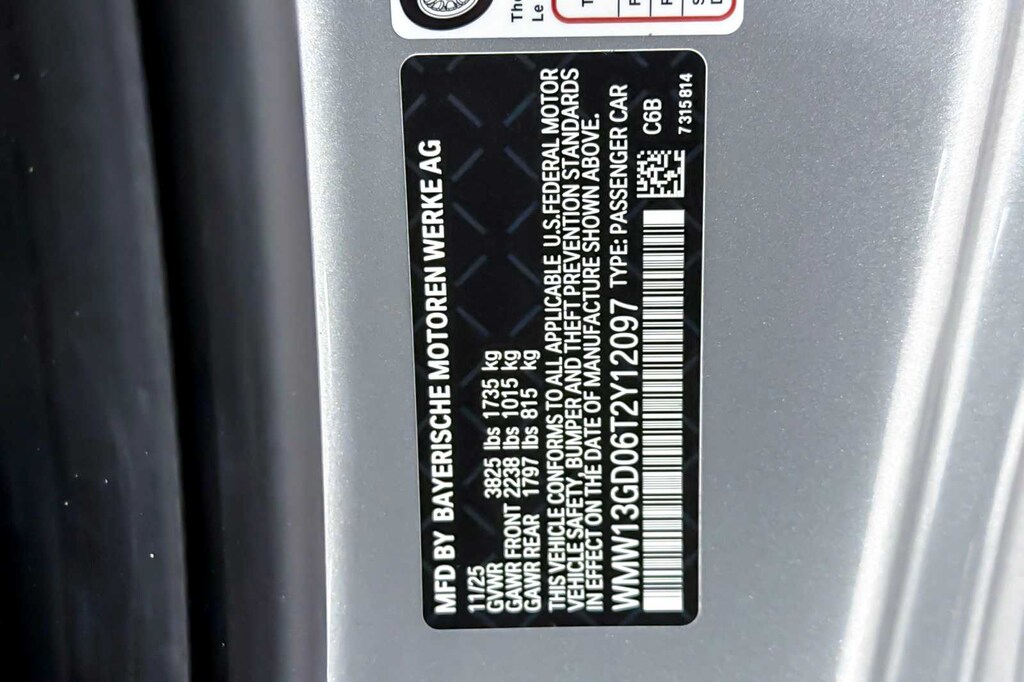 Tho
Le
MFD BY BAYERISCHE MOTOREN WERKE AG
11/25
GVWR 3825 lbs 1735 kg
GAWR FRONT 2238 lbs 1015 kg
GAWR REAR 1797 lbs 815 kg
THIS VEHICLE CONFORMS TO ALL APPLICABLE U.S.FEDERAL MOTOR
VEHICLE SAFETY, BUMPER AND THEFT PREVENTION STANDARDS
IN EFFECT ON THE DATE OF MANUFACTURE SHOWN ABOVE.
WMW13GD06T2Y12097 TYPE: PASSENGER CAR
C6B
7315814